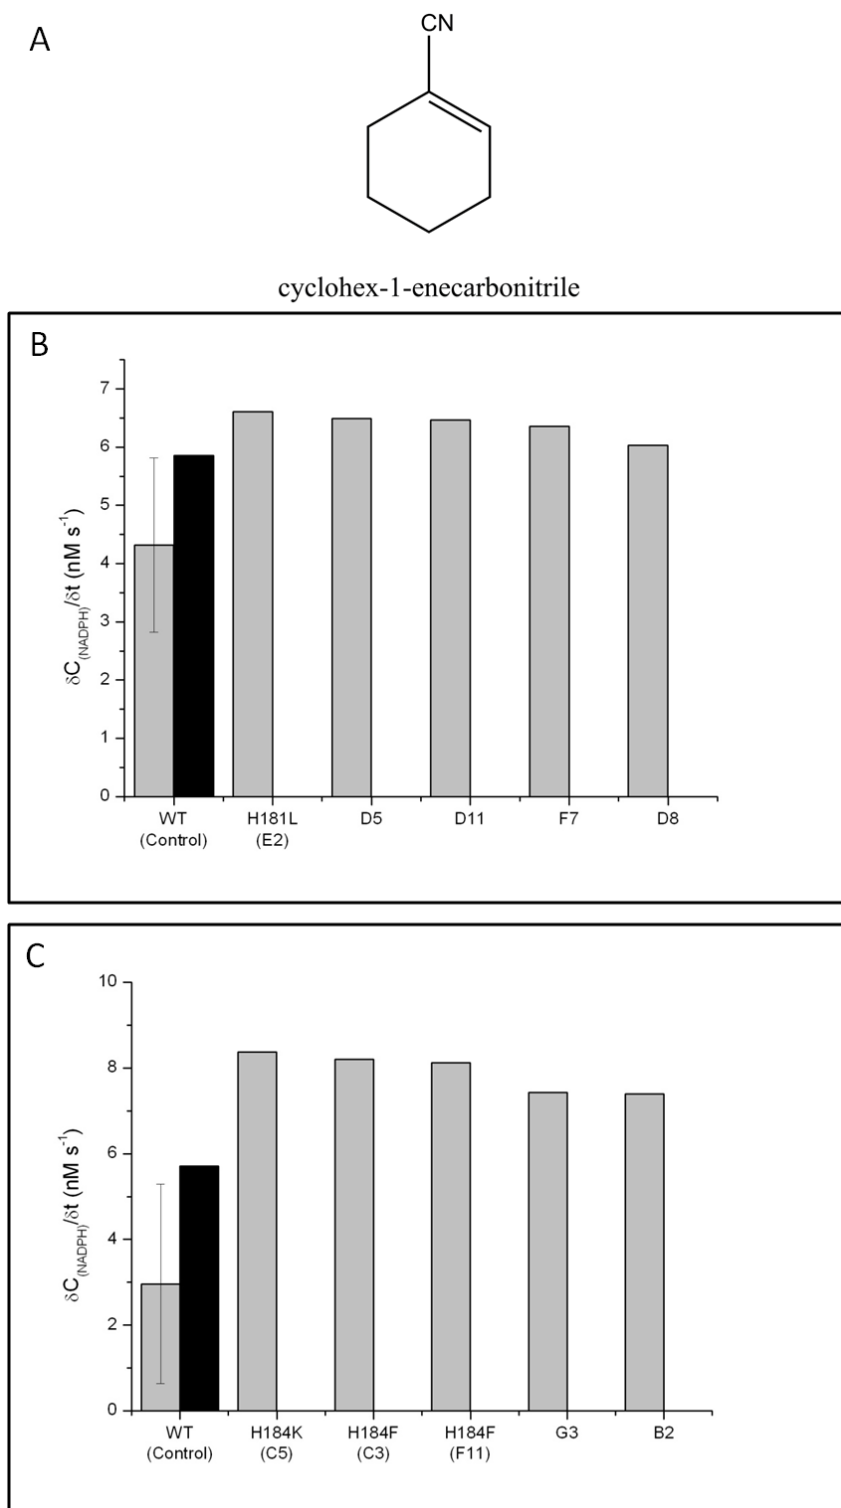 A
CN
cyclohex-1-enecarbonitrile
B
7
6
5
4
3
2
1
0
δC(NADPH)/δt (nM s-1)
WT
(Control)
H181L
(E2)
D5
D11
F7
D8
C
10
8
6
4
2
0
δC(NADPH)/δt (nM s-1)
WT
(Control)
H184K
(C5)
H184F
(C3)
H184F
(F11)
G3
B2